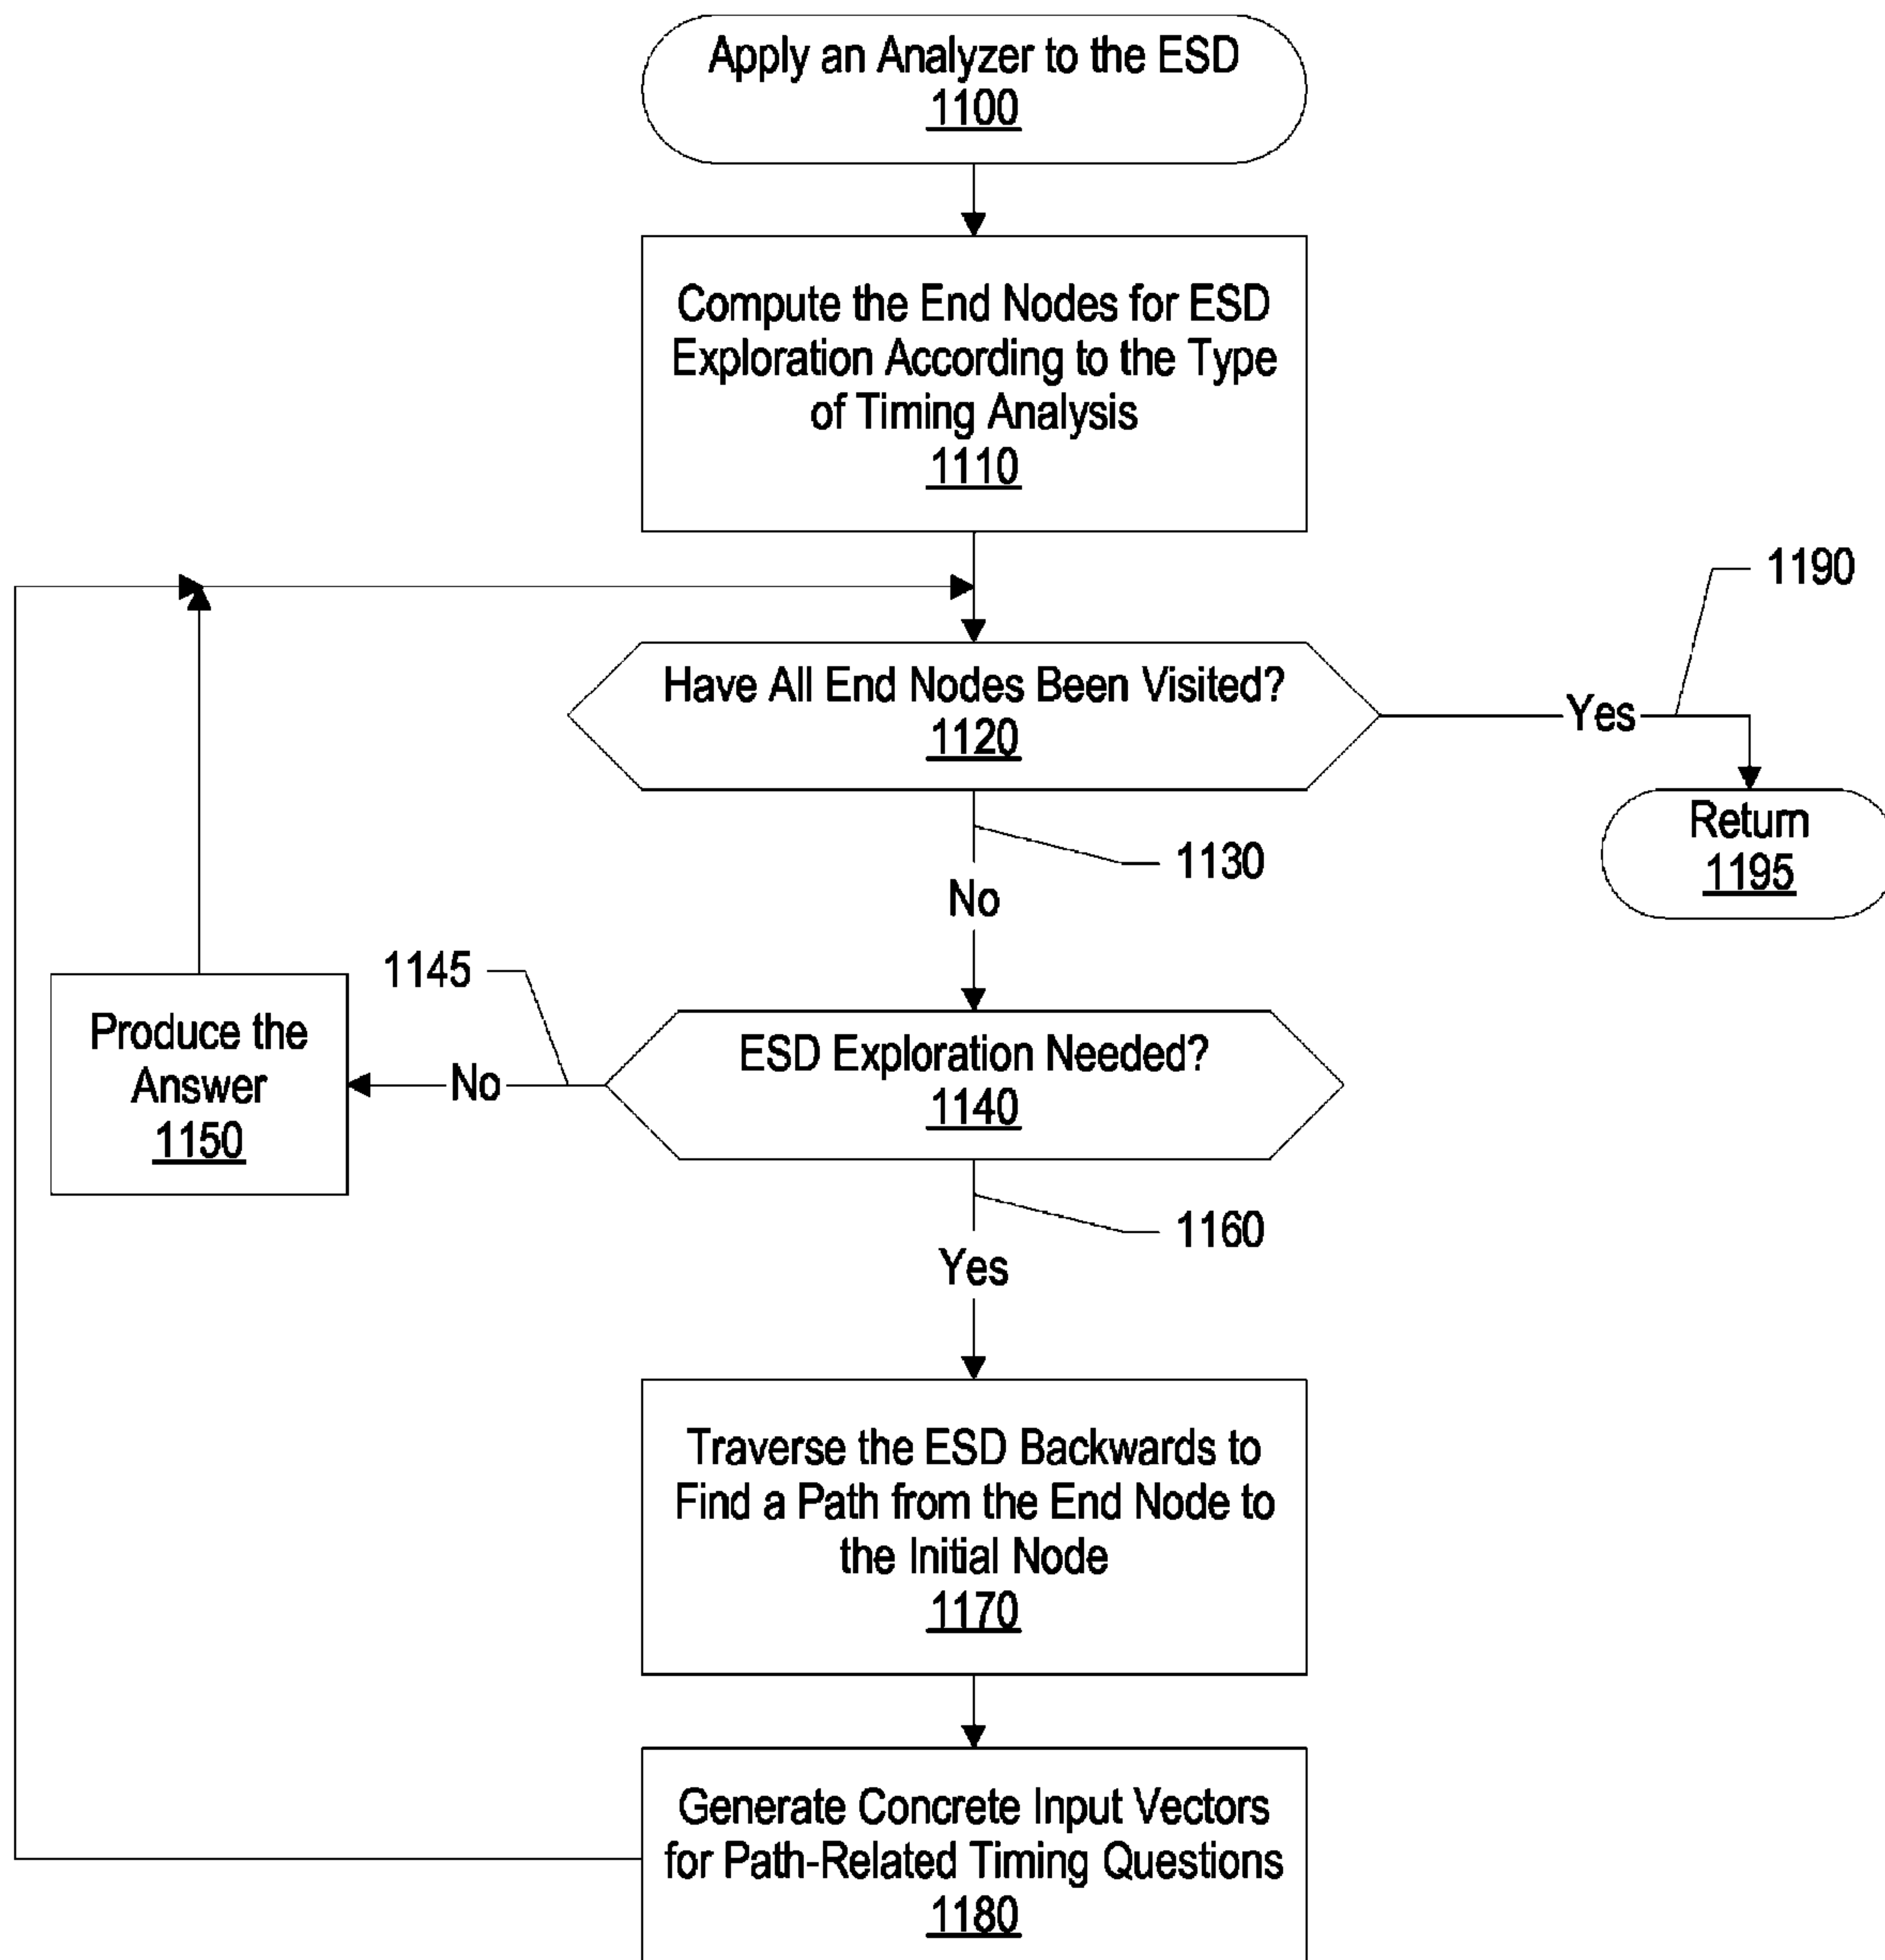 Apply an Analyzer to the ESD
1100
Compute the End Nodes for ESD
Exploration According to the Type
of Timing Analysis
1110
1190
Have All End Nodes Been Visited?
1120
Yes
Return
1195
1130
No
1145
Produce the
Answer
1150
No
ESD Exploration Needed?
1140
1160
Yes
Traverse the ESD Backwards to
Find a Path from the End Node to
the Initial Node
1170
Generate Concrete Input Vectors
for Path-Related Timing Questions
1180